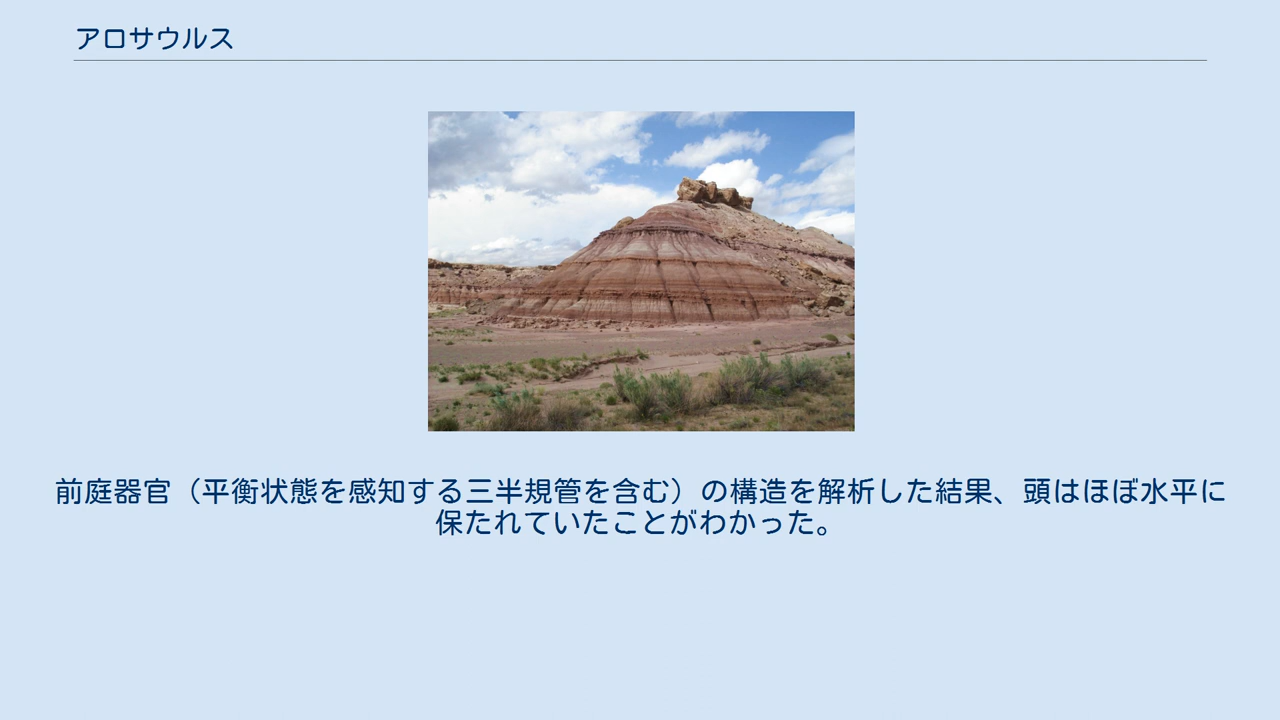 アロサウルス
前庭器官（平衡状態を感知する三半規管を含む）の構造を解析した結果、頭はほぼ水平に
保たれていたことがわかった。